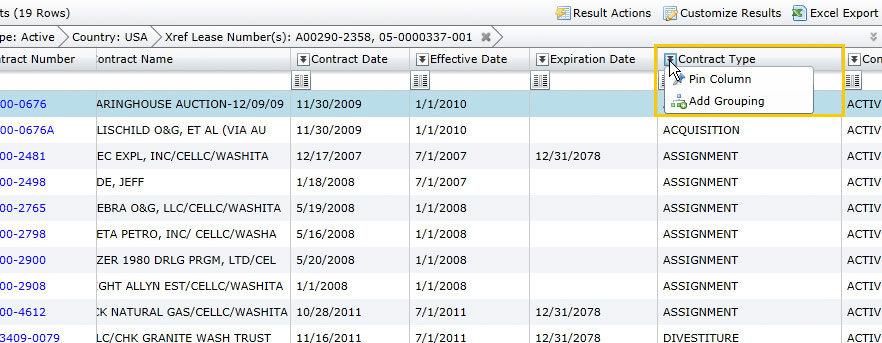 ts (19 Rows) Result Actions Customize Results Excel Export
pe: Active Country: USA Xref Lease Number(s): A00290-2358, 05-0000337-001
tract Number ontract Name Contract Date Effective Date Expiration Date Contract Type Con
Pin Column
00-0676 ARINGHOUSE AUCTION-12/09/09 11/30/2009 1/1/2010 ACTIV
Add Grouping
00-0676A LISCHILD O&G, ET AL (VIA AU 11/30/2009 1/1/2010 ACQUISITION ACTIV
00-2481 EC EXPL, INC/CELLC/WASHITA 12/17/2007 7/1/2007 12/31/2078 ASSIGNMENT ACTIV
00-2498 DE, JEFF 1/18/2008 7/1/2007 ASSIGNMENT ACTIV
00-2765 EBRA O&G, LLC/CELLC/WASHITA 5/19/2008 1/1/2008 ASSIGNMENT ACTIV
00-2798 ETA PETRO, INC/ CELLC/WASHA 5/16/2008 1/1/2008 ASSIGNMENT ACTIV
00-2900 ZER 1980 DRLG PRGM, LTD/CEL 5/20/2008 1/1/2008 ASSIGNMENT ACTIV
00-2908 GHT ALLYN EST/CELLC/WASHITA 1/1/2008 1/1/2008 ASSIGNMENT ACTIV
00-4612 CK NATURAL GAS/CELLC/WASHITA 10/28/2011 7/1/2011 12/31/2078 ASSIGNMENT ACTIV
3409-0079 LC/CHK GRANITE WASH TRUST 11/16/2011 7/1/2011 12/31/2078 DIVESTITURE ACTIV